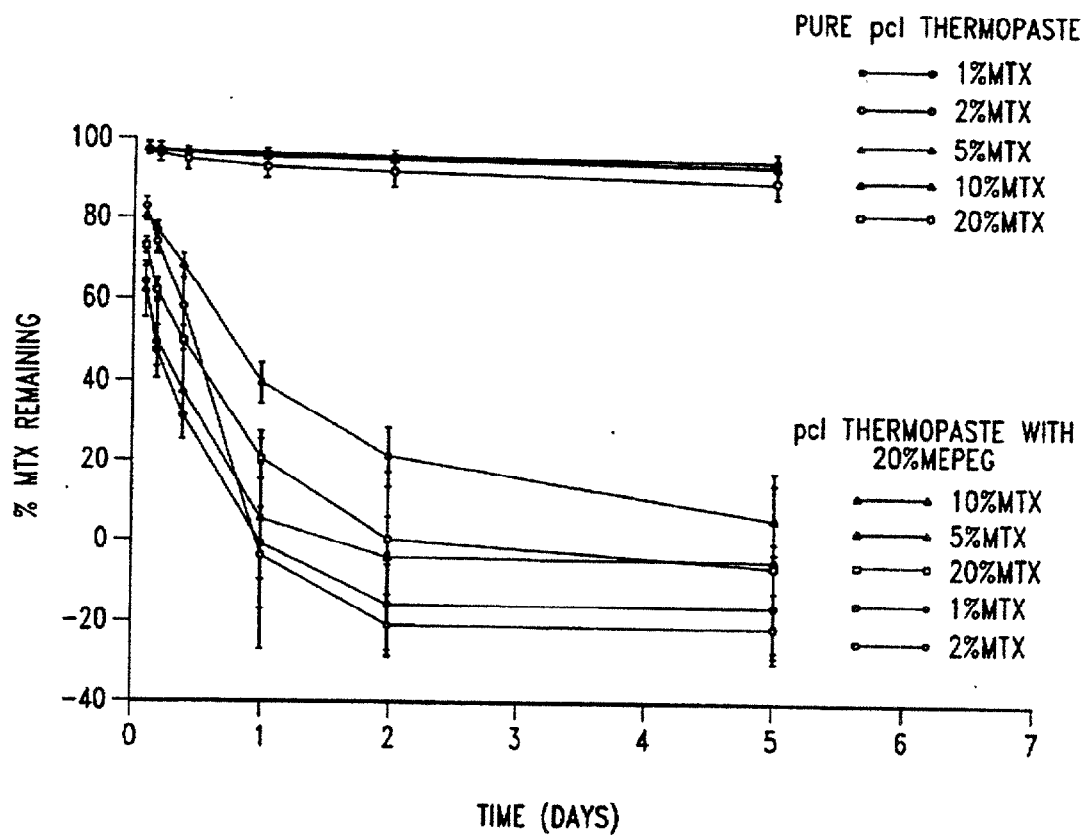 PURE pcl THERMOPASTE
1%MTX
2%MTX
5%MTX
10%MTX
20%MTX
100
80
60
40
20
0
-20
-40
% MTX REMAINING
pcl THERMOPASTE WITH
20%MEPEG
10%MTX
5%MTX
20%MTX
1%MTX
2%MTX
0 1 2 3 4 5 6 7
TIME (DAYS)